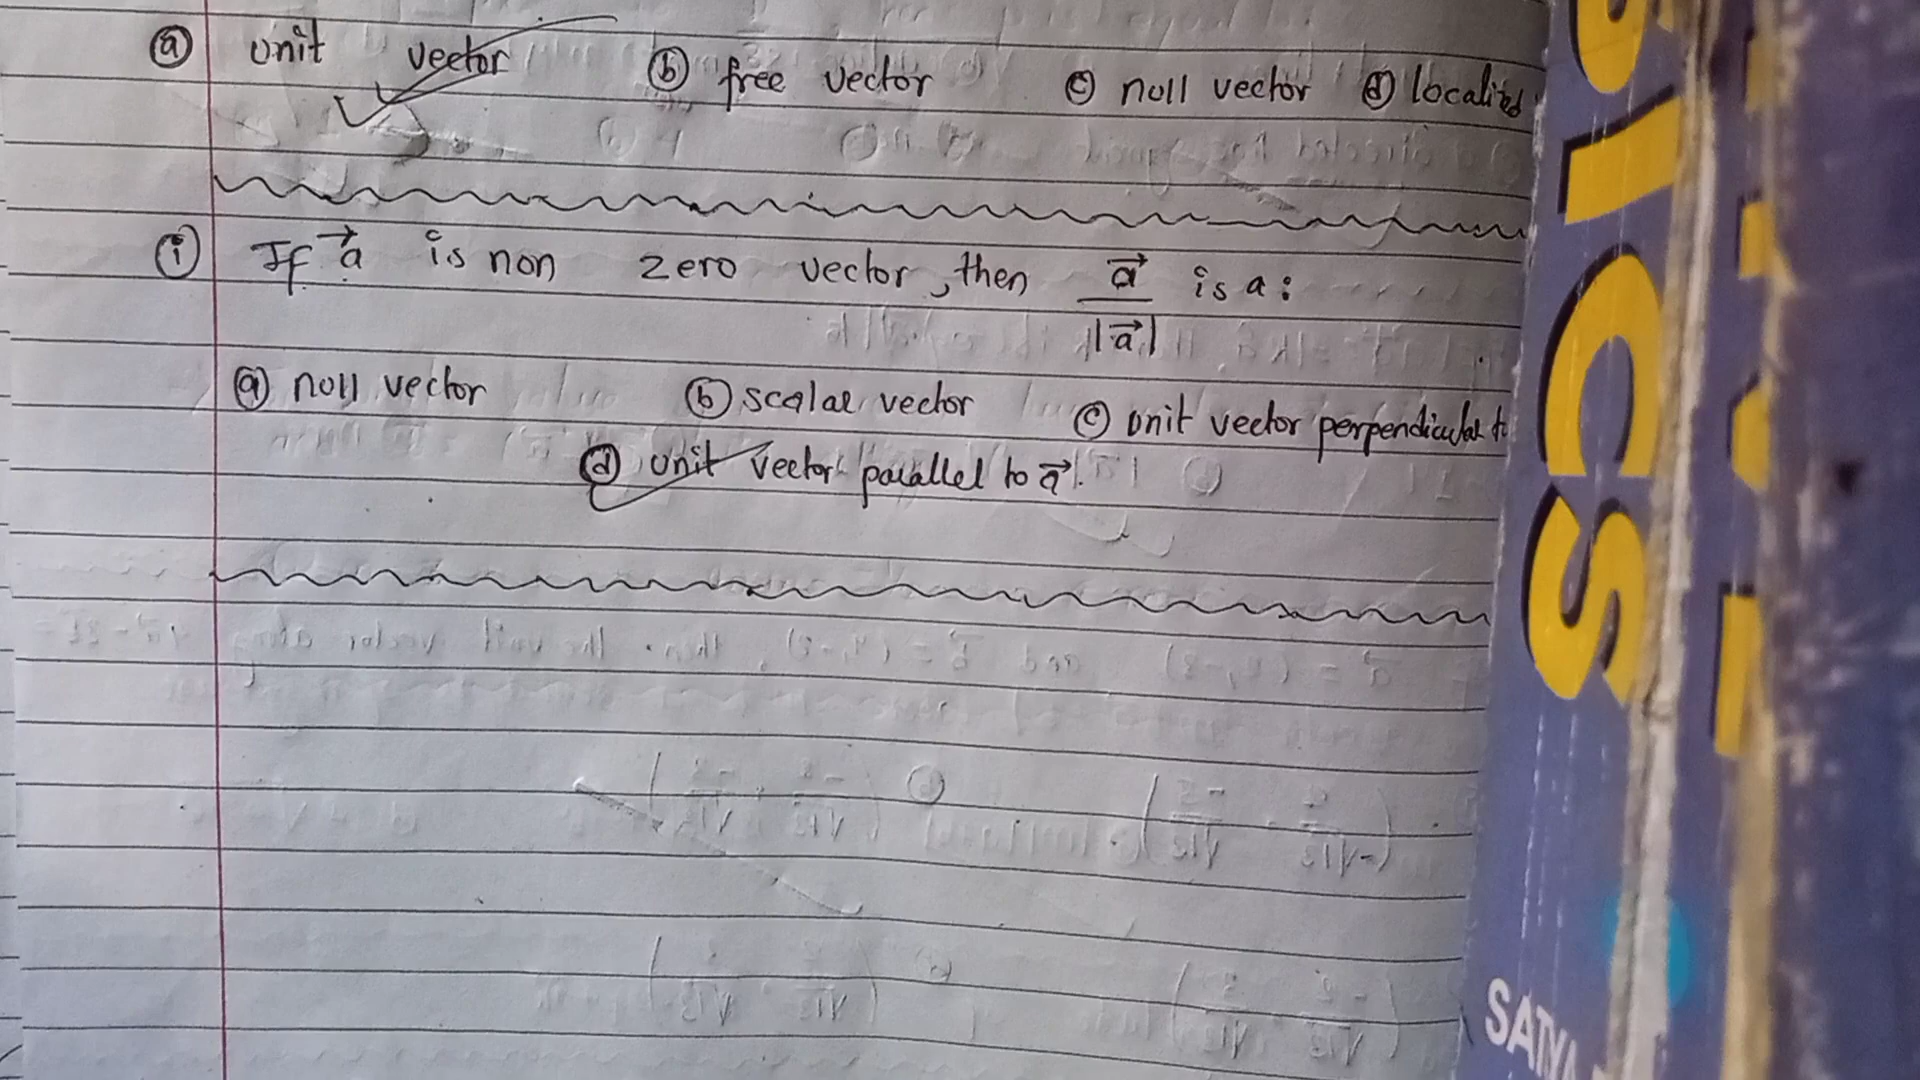 ⓐ unit vector ⓑ free vector ⓒ null vector ⓓ localized
ⓘ If a⃗ is non zero vector, then a⃗/|a⃗| is a:
ⓐ null vector ⓑ scalar vector ⓒ unit vector perpendicular to
ⓓ unit vector parallel to a⃗.
SICS
SATYA